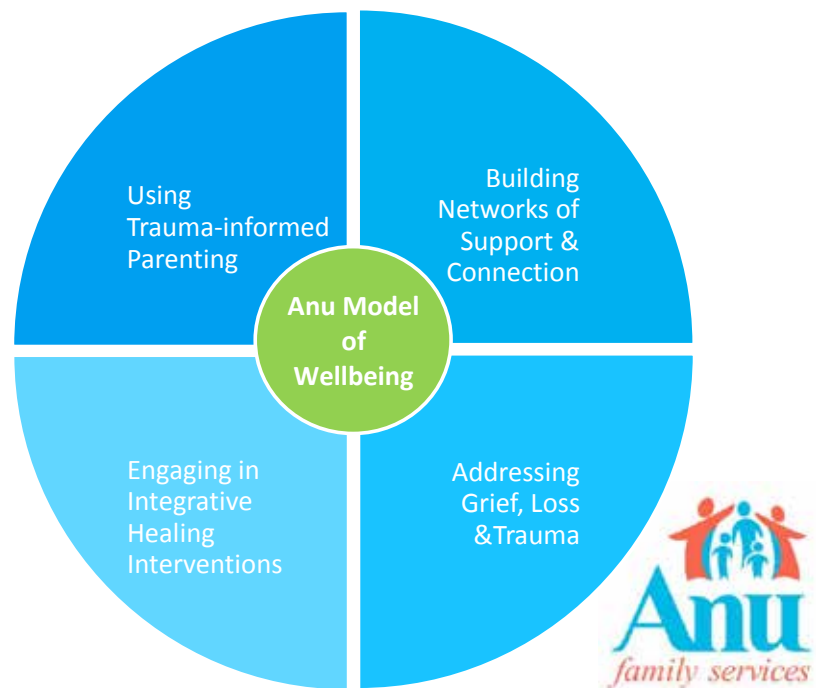 Using
Trauma-informed
Parenting
Building
Networks of
Support &
Connection
Anu Model
of
Wellbeing
Engaging in
Integrative
Healing
Interventions
Addressing
Grief, Loss
&Trauma
Anu
family services